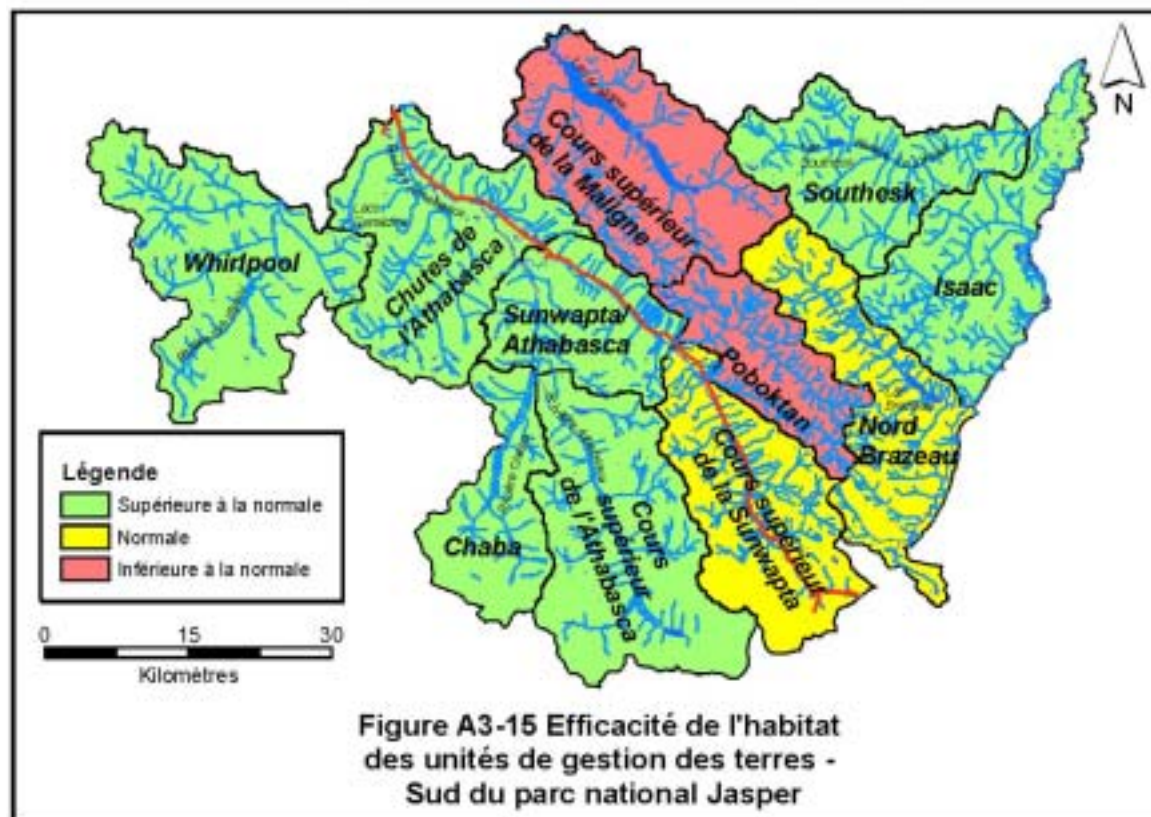 N
Cours supérieur
de la Maligne
Southesk
Isaac
Whirlpool
Chutes de
l'Athabasca
Sunwapta/
Athabasca
Poboktan
Nord
Brazeau
Cours supérieur
de la Sunwapta
Chaba
Cours
supérieur
de l'Athabasca
Légende
Supérieure à la normale
Normale
Inférieure à la normale
0 15 30
Kilomètres
Figure A3-15 Efficacité de l'habitat
des unités de gestion des terres -
Sud du parc national Jasper